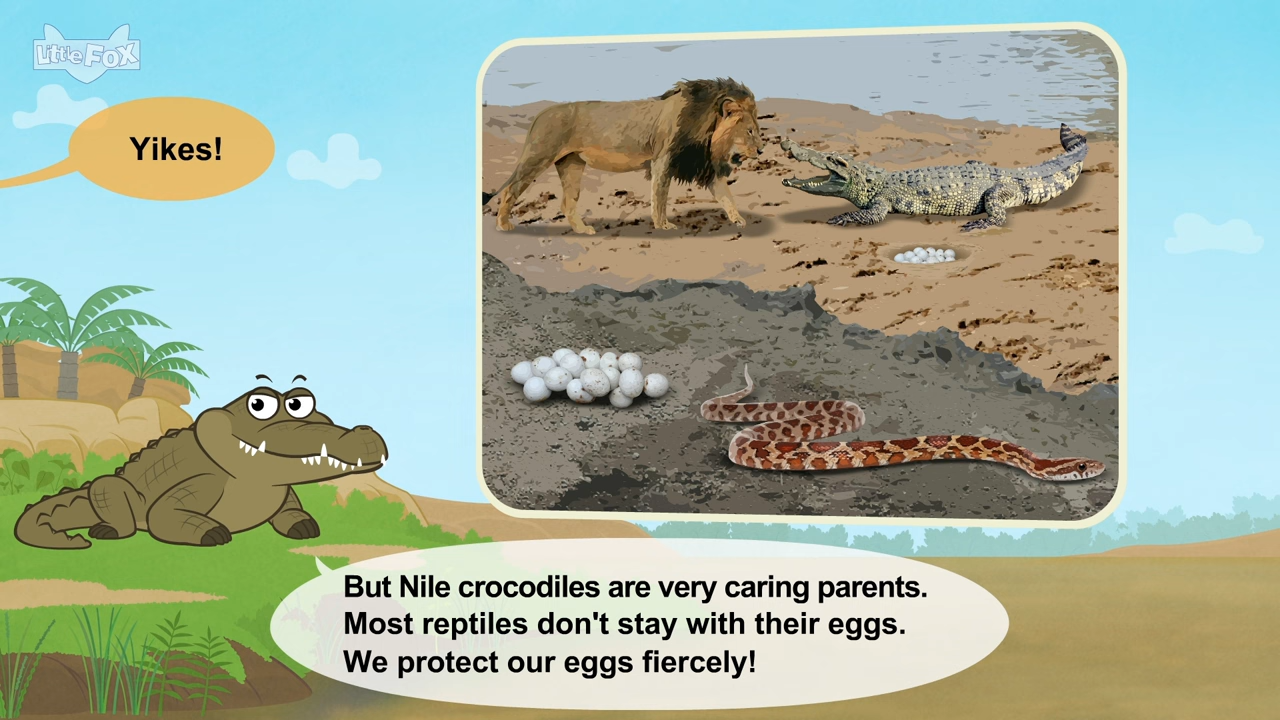 Little Fox
Yikes!
But Nile crocodiles are very caring parents.
Most reptiles don't stay with their eggs.
We protect our eggs fiercely!